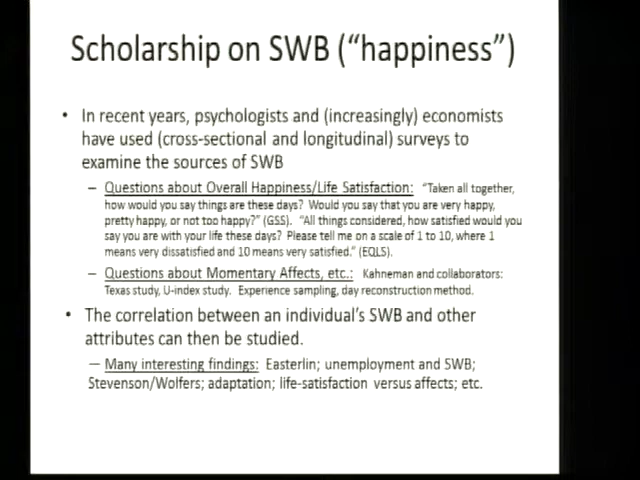 Scholarship on SWB (“happiness”)
• In recent years, psychologists and (increasingly) economists
have used (cross-sectional and longitudinal) surveys to
examine the sources of SWB
– Questions about Overall Happiness/Life Satisfaction: “Taken all together,
how would you say things are these days? Would you say that you are very happy,
pretty happy, or not too happy?” (GSS). “All things considered, how satisfied would you
say you are with your life these days? Please tell me on a scale of 1 to 10, where 1
means very dissatisfied and 10 means very satisfied.” (EQLS).
– Questions about Momentary Affects, etc.: Kahneman and collaborators:
Texas study, U-index study. Experience sampling, day reconstruction method.
• The correlation between an individual’s SWB and other
attributes can then be studied.
– Many interesting findings: Easterlin; unemployment and SWB;
Stevenson/Wolfers; adaptation; life-satisfaction versus affects; etc.